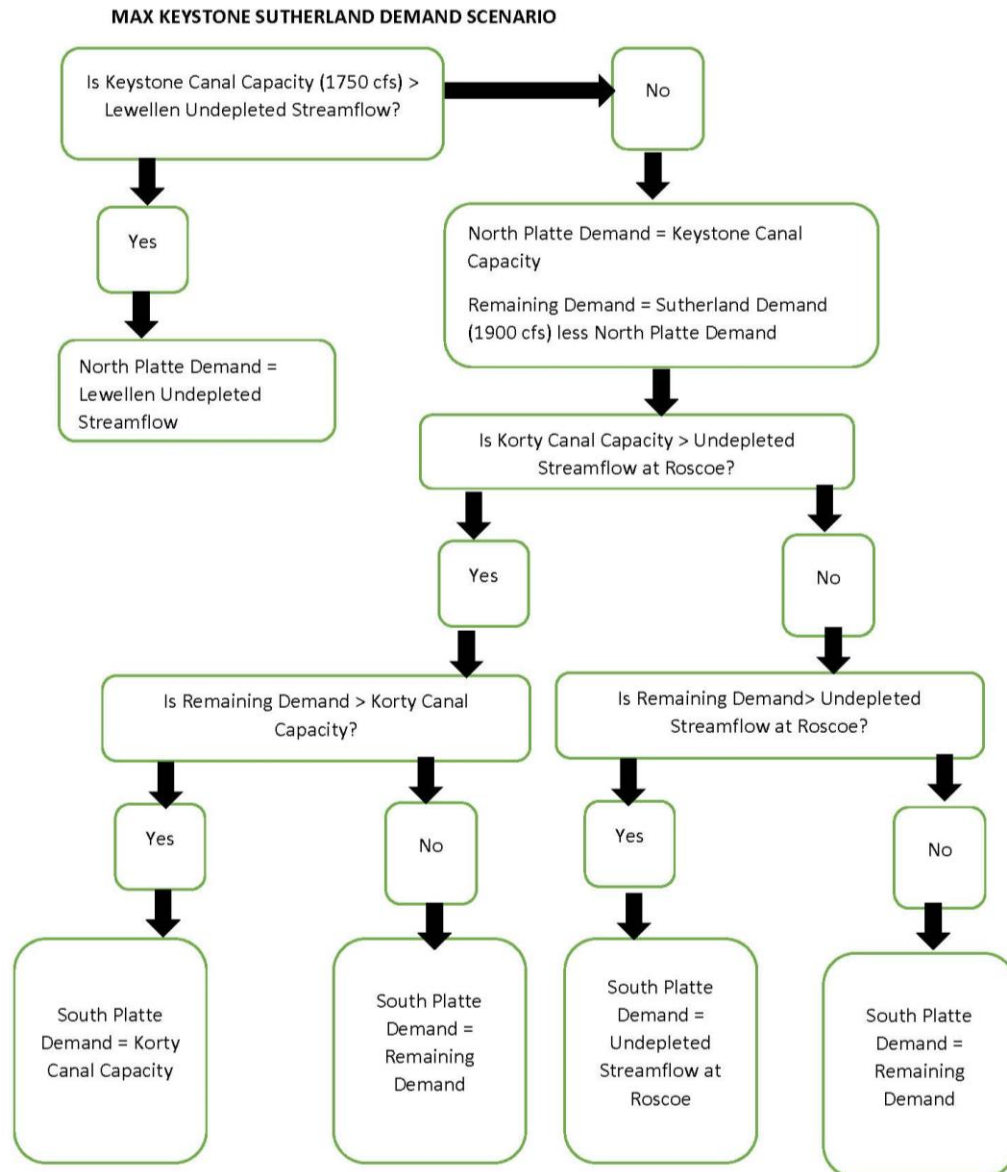 MAX KEYSTONE SUTHERLAND DEMAND SCENARIO
Is Keystone Canal Capacity (1750 cfs) >
Lewellen Undepleted Streamflow?
No
Yes
North Platte Demand = Keystone Canal
Capacity
Remaining Demand = Sutherland Demand
(1900 cfs) less North Platte Demand
North Platte Demand =
Lewellen Undepleted
Streamflow
Is Korty Canal Capacity > Undepleted
Streamflow at Roscoe?
Yes
No
Is Remaining Demand > Korty Canal
Capacity?
Is Remaining Demand> Undepleted
Streamflow at Roscoe?
Yes
No
Yes
No
South Platte
Demand = Korty
Canal Capacity
South Platte
Demand =
Remaining
Demand
South Platte
Demand =
Undepleted
Streamflow at
Roscoe
South Platte
Demand =
Remaining
Demand